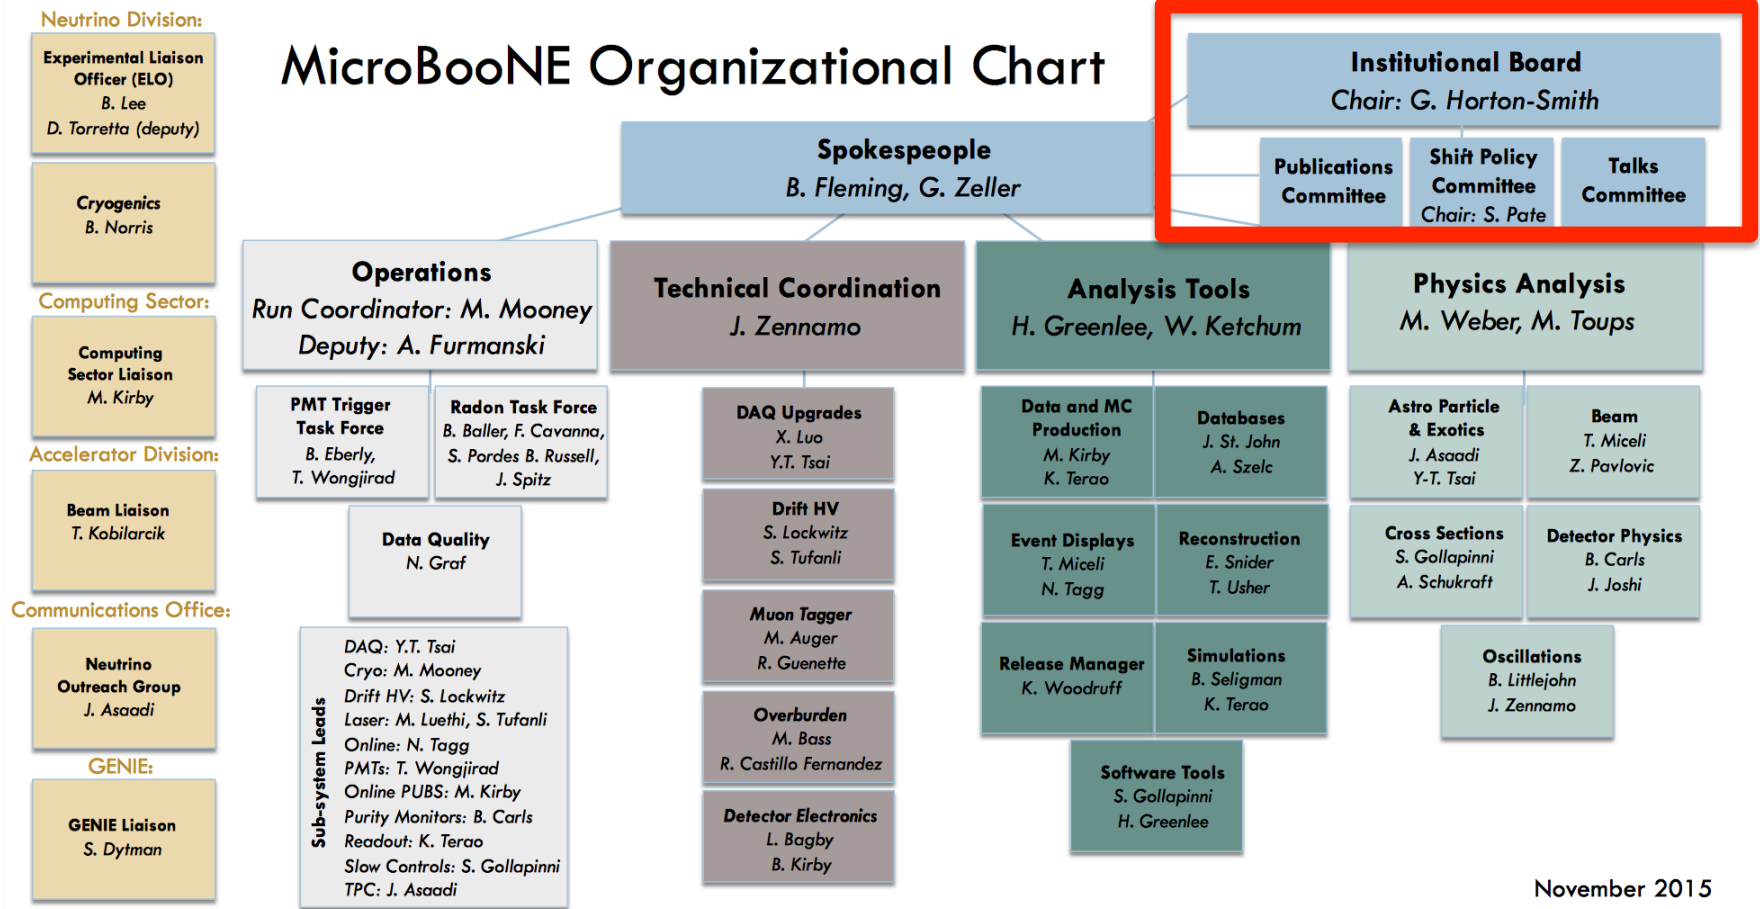 MicroBooNE Organizational Chart
Neutrino Division:
Experimental Liaison
Officer (ELO)
B. Lee
D. Torretta (deputy)
Cryogenics
B. Norris
Computing Sector:
Computing
Sector Liaison
M. Kirby
Accelerator Division:
Beam Liaison
T. Kobilarcik
Communications Office:
Neutrino
Outreach Group
J. Asaadi
GENIE:
GENIE Liaison
S. Dytman
Institutional Board
Chair: G. Horton-Smith
Publications
Committee
Shift Policy
Committee
Chair: S. Pate
Talks
Committee
Spokespeople
B. Fleming, G. Zeller
Operations
Run Coordinator: M. Mooney
Deputy: A. Furmanski
PMT Trigger
Task Force
B. Eberly,
T. Wongjirad
Radon Task Force
B. Baller, F. Cavanna,
S. Pordes B. Russell,
J. Spitz
Data Quality
N. Graf
Sub-system Leads
DAQ: Y.T. Tsai
Cryo: M. Mooney
Drift HV: S. Lockwitz
Laser: M. Luethi, S. Tufanli
Online: N. Tagg
PMTs: T. Wongjirad
Online PUBS: M. Kirby
Purity Monitors: B. Carls
Readout: K. Terao
Slow Controls: S. Gollapinni
TPC: J. Asaadi
Technical Coordination
J. Zennamo
DAQ Upgrades
X. Luo
Y.T. Tsai
Drift HV
S. Lockwitz
S. Tufanli
Muon Tagger
M. Auger
R. Guenette
Overburden
M. Bass
R. Castillo Fernandez
Detector Electronics
L. Bagby
B. Kirby
Analysis Tools
H. Greenlee, W. Ketchum
Data and MC
Production
M. Kirby
K. Terao
Databases
J. St. John
A. Szelc
Event Displays
T. Miceli
N. Tagg
Reconstruction
E. Snider
T. Usher
Release Manager
K. Woodruff
Simulations
B. Seligman
K. Terao
Software Tools
S. Gollapinni
H. Greenlee
Physics Analysis
M. Weber, M. Toups
Astro Particle
& Exotics
J. Asaadi
Y-T. Tsai
Beam
T. Miceli
Z. Pavlovic
Cross Sections
S. Gollapinni
A. Schukraft
Detector Physics
B. Carls
J. Joshi
Oscillations
B. Littlejohn
J. Zennamo
November 2015